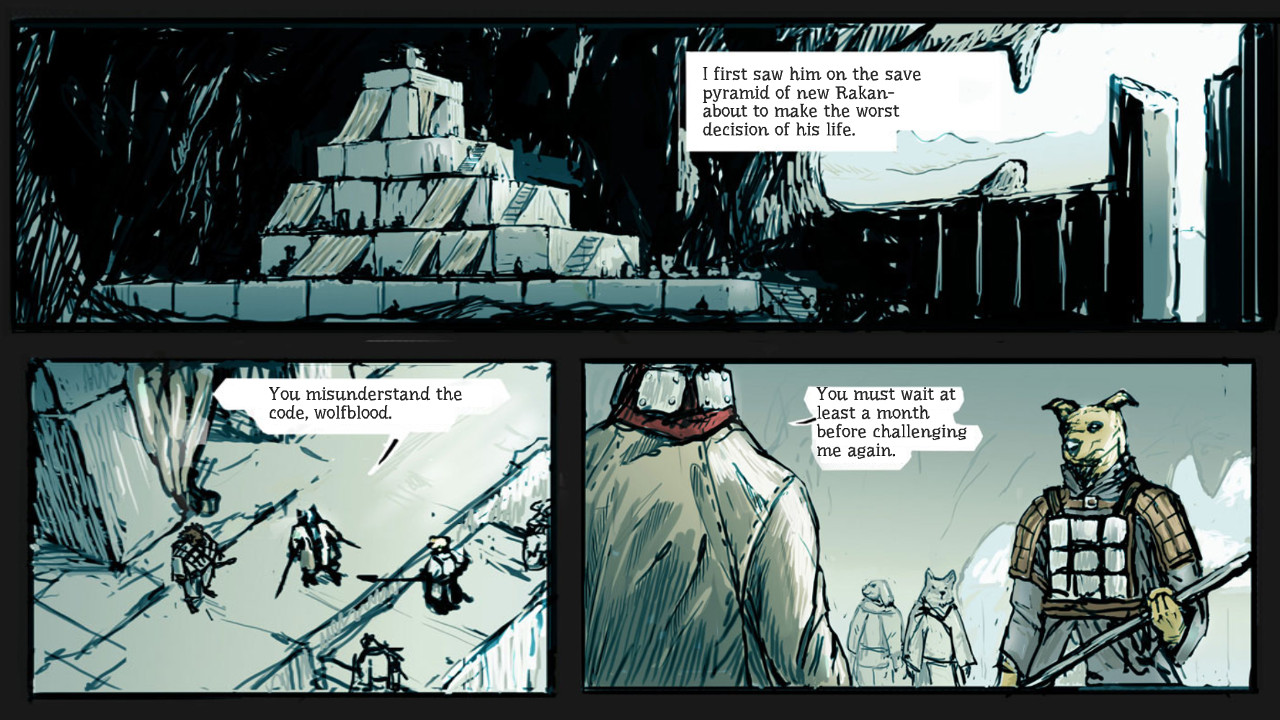 I first saw him on the save
pyramid of new Rakan-
about to make the worst
decision of his life.
You misunderstand the
code, wolfblood.
You must wait at
least a month
before challenging
me again.